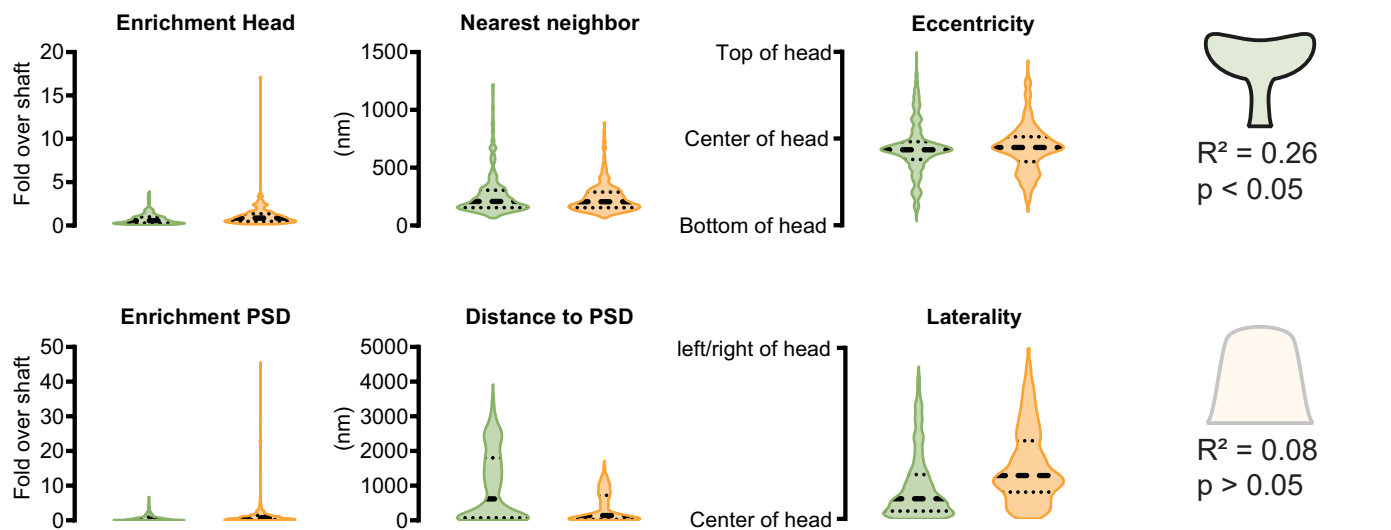 Enrichment Head
Fold over shaft
20
15
10
5
0
Nearest neighbor
(nm)
1500
1000
500
0
Eccentricity
Top of head
Center of head
Bottom of head
R² = 0.26
p < 0.05
Enrichment PSD
Fold over shaft
50
40
30
20
10
0
Distance to PSD
(nm)
5000
4000
3000
2000
1000
0
Laterality
left/right of head
Center of head
R² = 0.08
p > 0.05